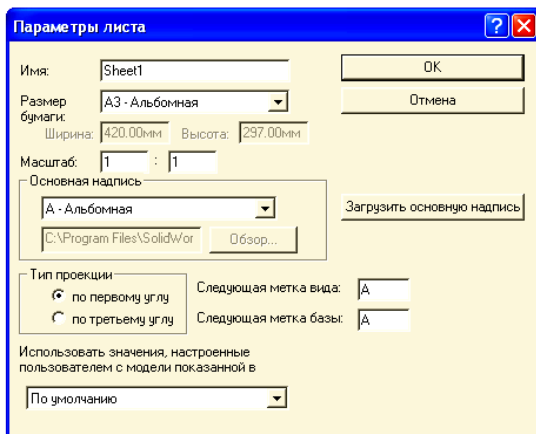 Параметры листа
Имя: Sheet1
OK
Размер бумаги: A3 - Альбомная
Отмена
Ширина: 420.00мм Высота: 297.00мм
Масштаб: 1 : 1
Основная надпись
A - Альбомная
Загрузить основную надпись
C:\Program Files\SolidWor Обзор...
Тип проекции
по первому углу
Следующая метка вида: A
по третьему углу
Следующая метка базы: A
Использовать значения, настроенные
пользователем с модели показанной в
По умолчанию